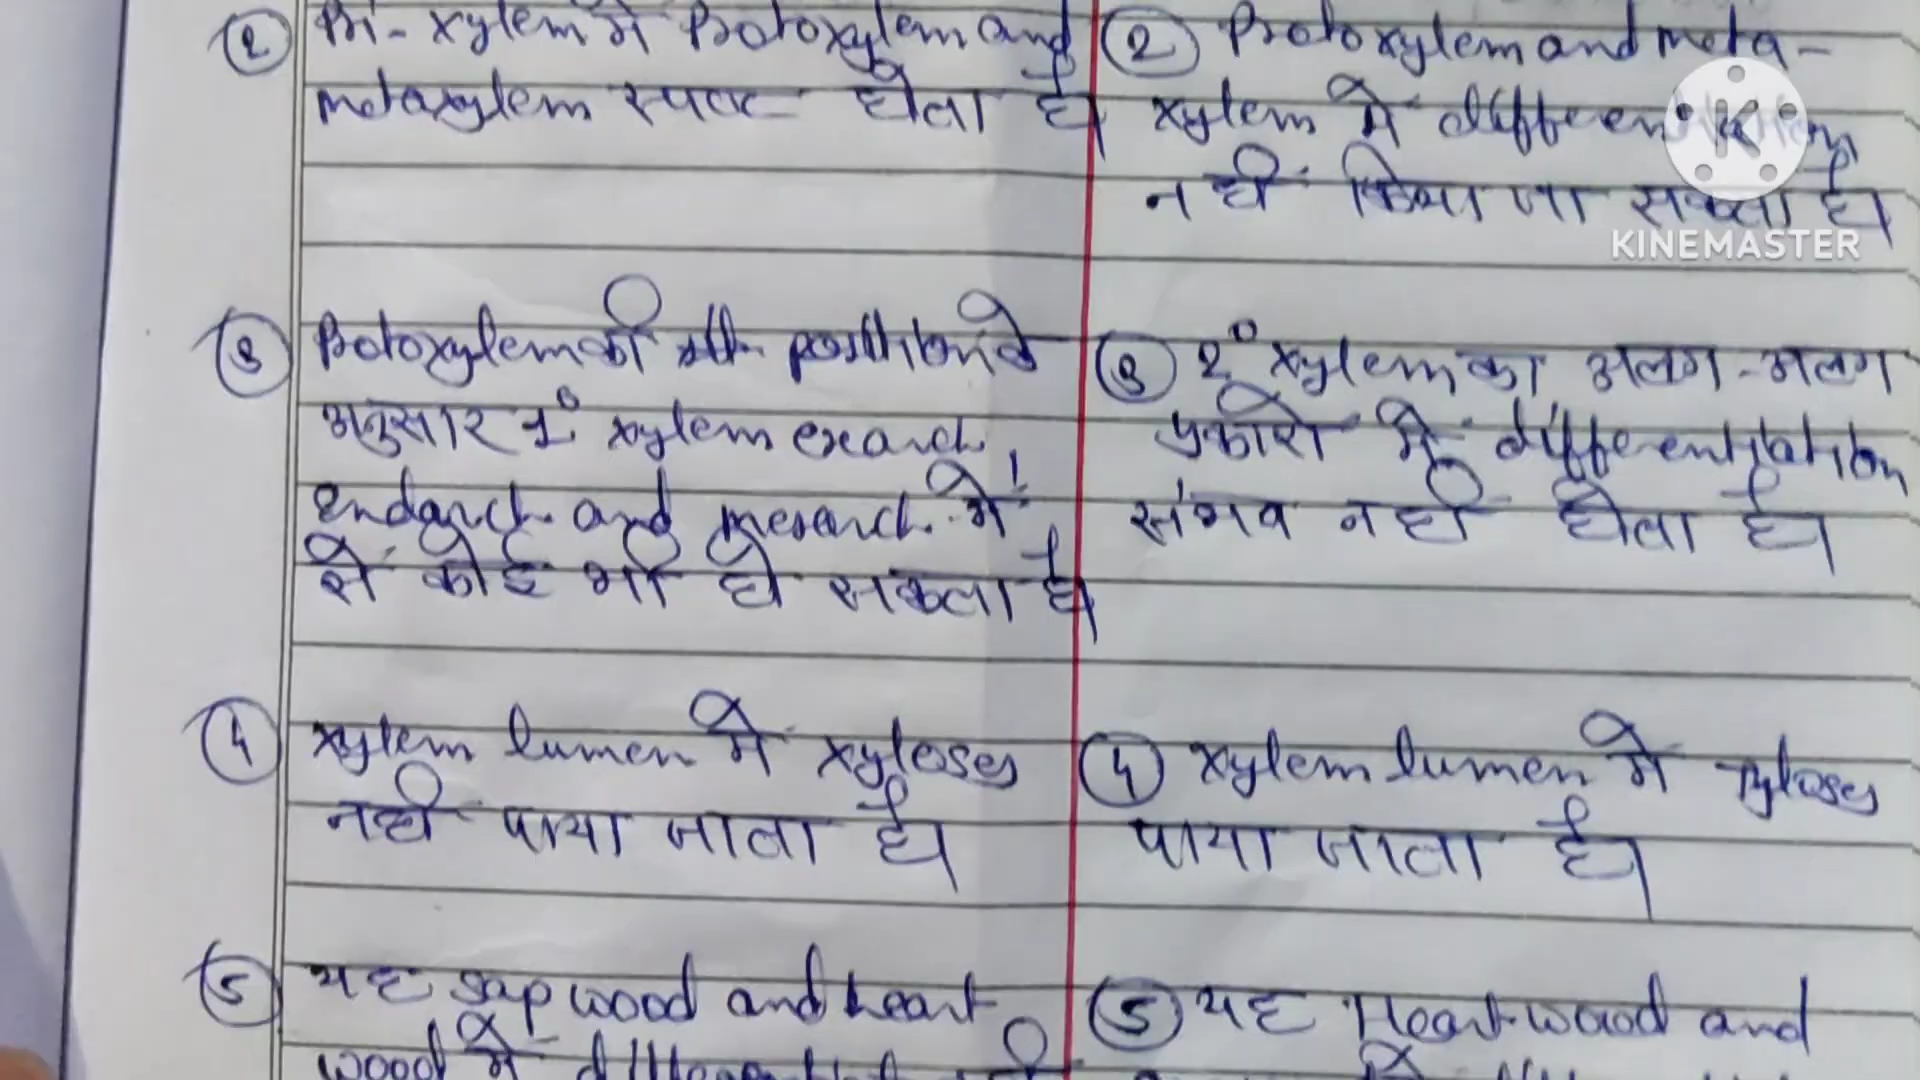 ② Pri-xylem में Protoxylem and
metaxylem स्पष्ट होता है।
③ Protoxylem की position के
अनुसार 1° xylem exarch,
endarch and mesarch में
से कोई भी हो सकता है।
④ xylem lumen में xyloses
नही पाया जाता है।
⑤ यह sap wood and heart
wood में
② Protoxylem and meta-
xylem में differentiation
नही किया जा सकता है।
③ 2° xylem का अलग-अलग
प्रकारो में differentiation
संभव नही होता है।
④ xylem lumen में Tyloses
पाया जाता है।
⑤ यह Heart wood and
KINEMASTER